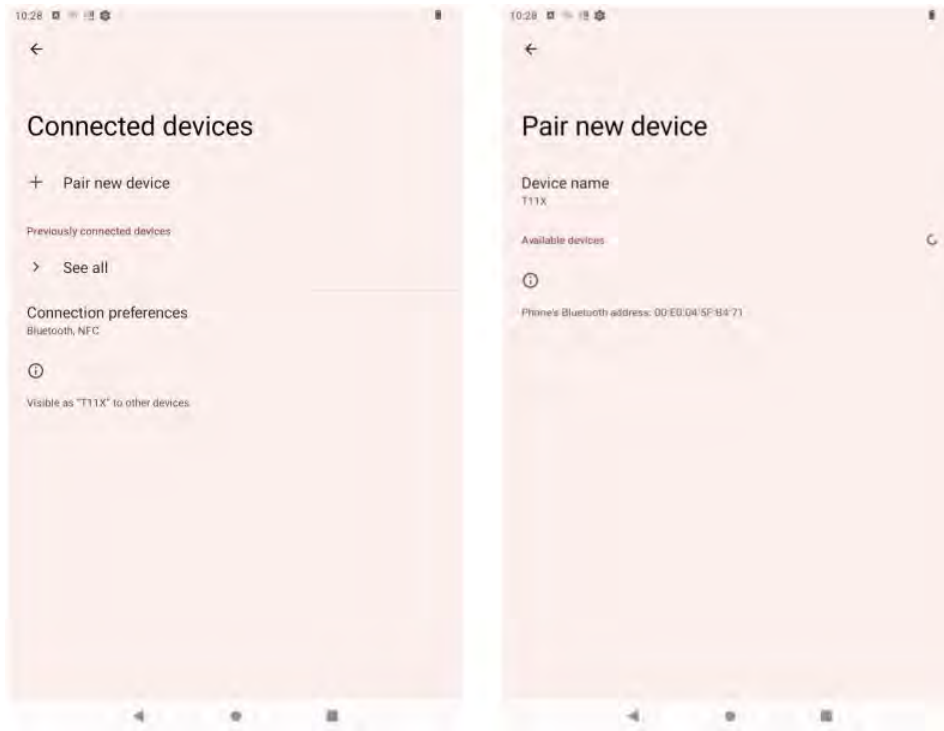 10:28
Connected devices
+ Pair new device
Previously connected devices
> See all
Connection preferences
Bluetooth, NFC
Visible as "T11X" to other devices
10:28
Pair new device
Device name
T11X
Available devices
Phone's Bluetooth address: 00:E0:04:5F:B4:71